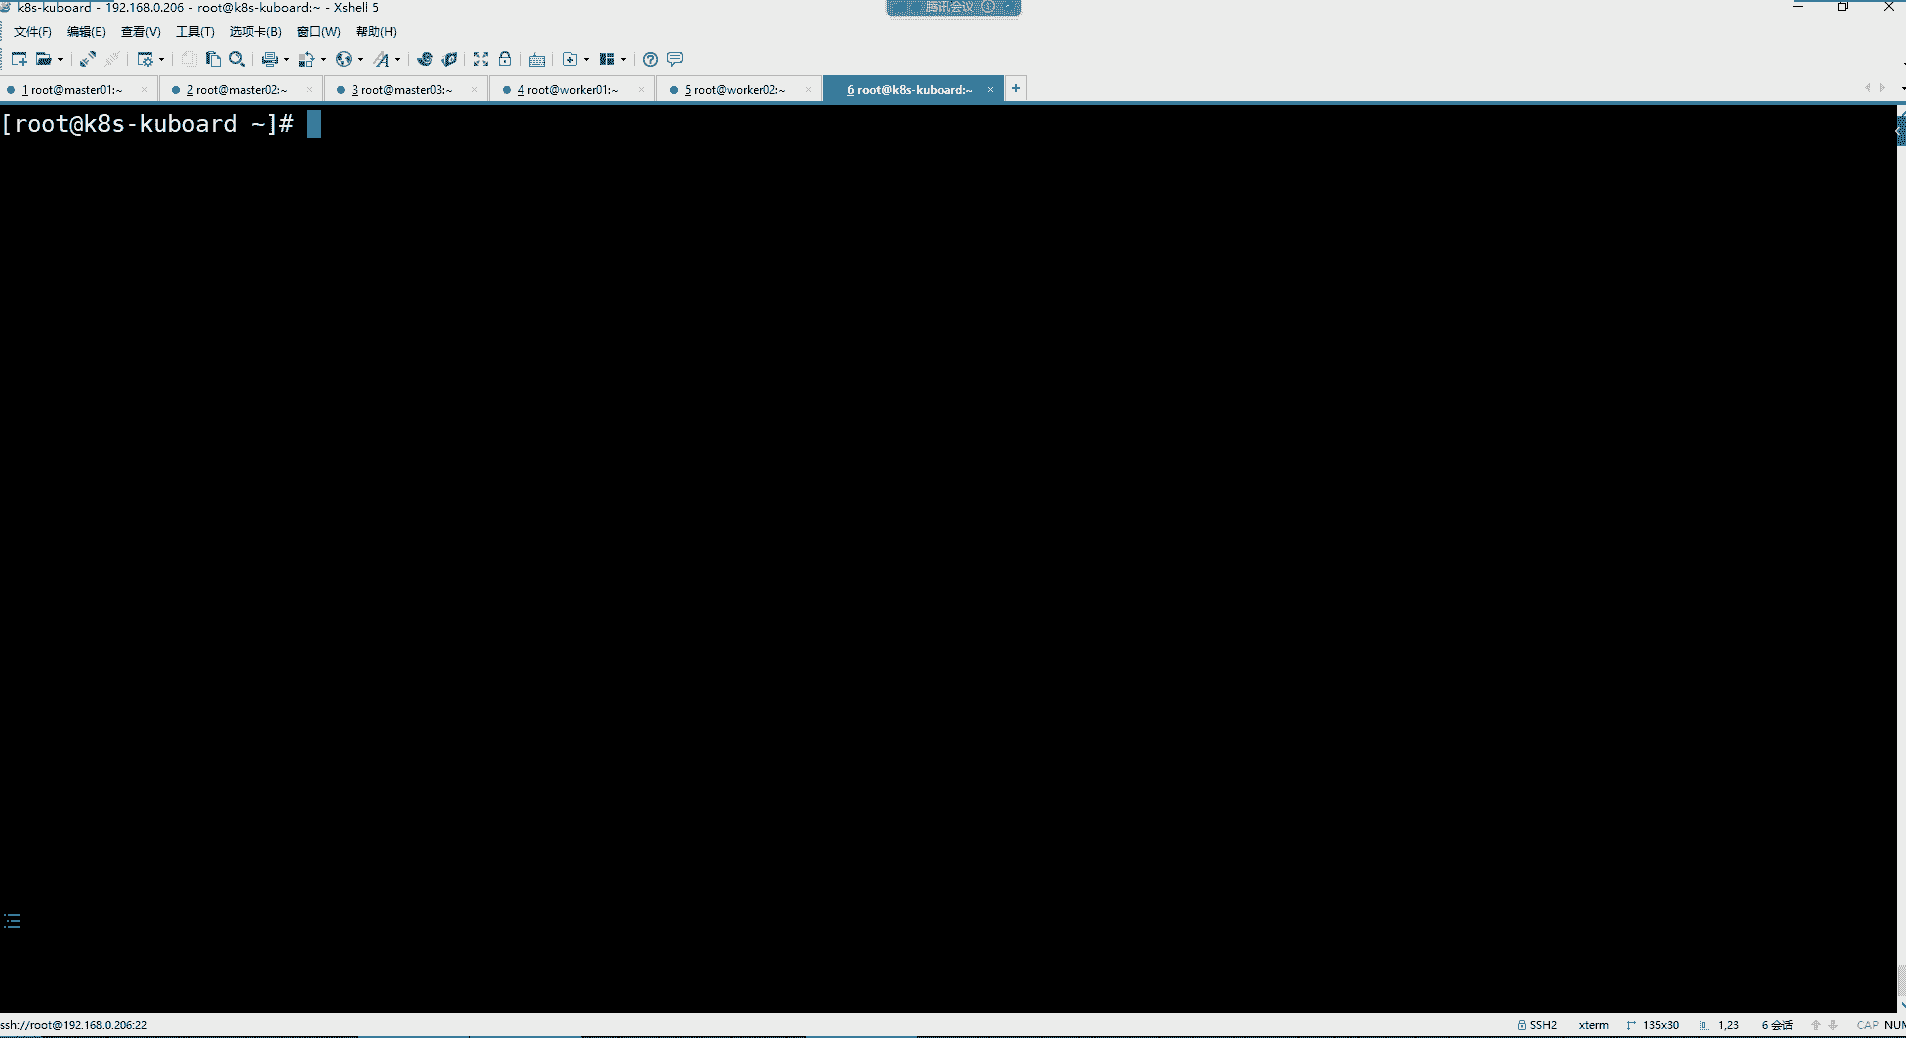 k8s-kuboard - 192.168.0.206 - root@k8s-kuboard:~ - Xshell 5
腾讯会议
文件(F) 编辑(E) 查看(V) 工具(T) 选项卡(B) 窗口(W) 帮助(H)
1 root@master01:~ 2 root@master02:~ 3 root@master03:~ 4 root@worker01:~ 5 root@worker02:~ 6 root@k8s-kuboard:~
[root@k8s-kuboard ~]#
ssh://root@192.168.0.206:22 SSH2 xterm 135x30 1,23 6 会话 CAP NUM